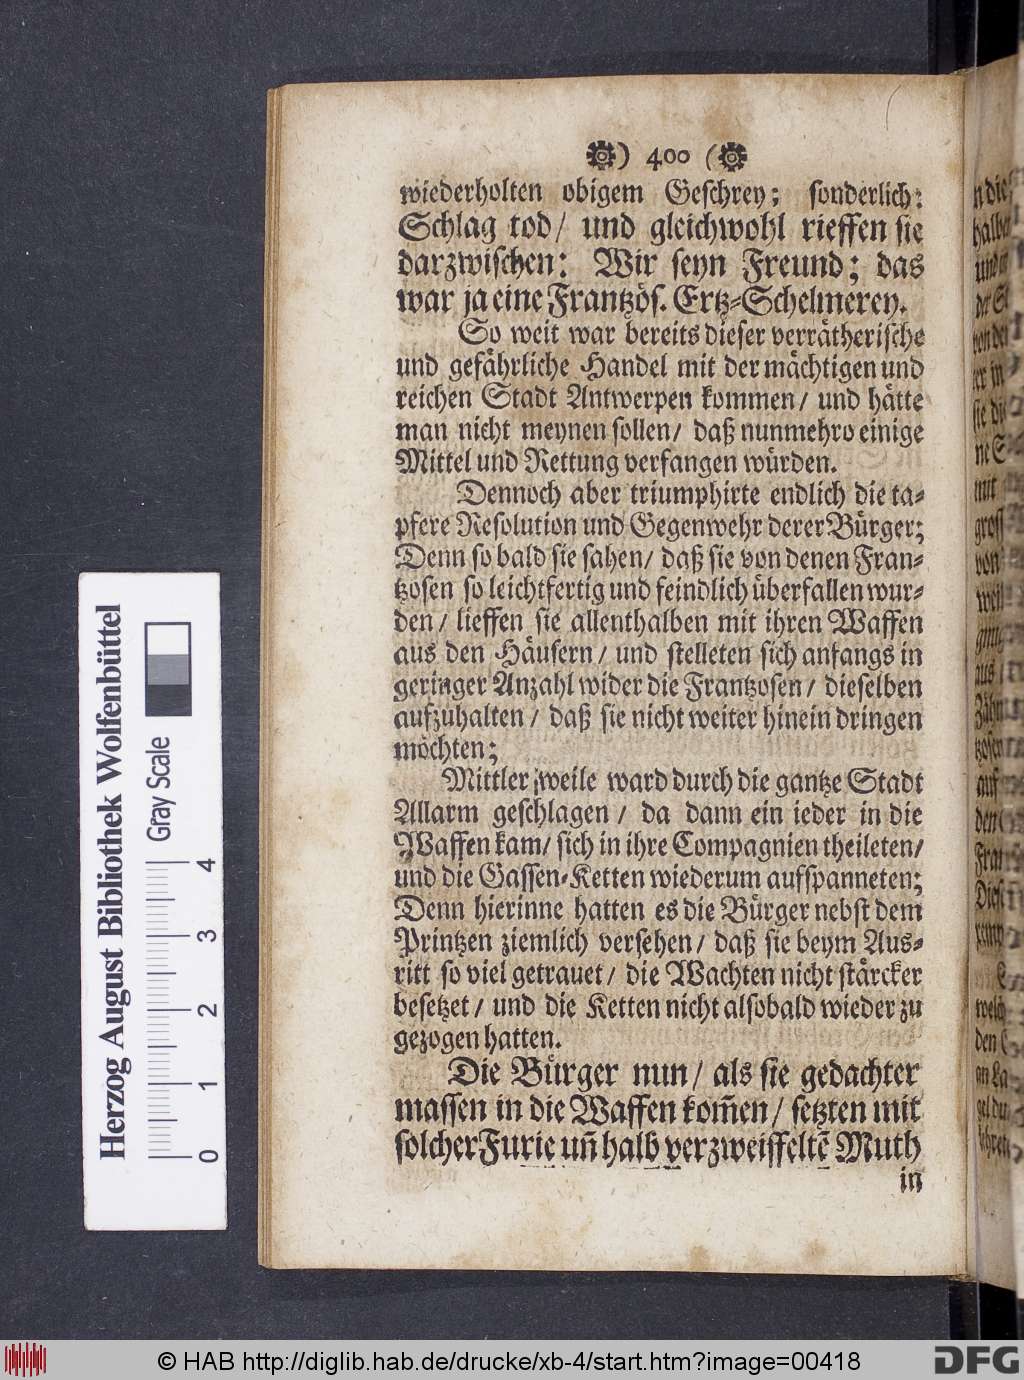 ) 400 (
wiederholten obigem Geschrey; sonderlich:
Schlag tod/ und gleichwohl rieffen sie
darzwischen: Wir seyn Freund; das
war ja eine Frantzös. Ertz-Schelmerey.
So weit war bereits dieser verrätherische
und gefährliche Handel mit der mächtigen und
reichen Stadt Antwerpen kommen/ und hätte
man nicht meynen sollen/ daß nunmehro einige
Mittel und Rettung verfangen würden.
Dennoch aber triumphirte endlich die ta-
pfere Resolution und Gegenwehr derer Bürger;
Denn so bald sie sahen/ daß sie von denen Fran-
tzosen so leichtfertig und feindlich überfallen wur-
den/ lieffen sie allenthalben mit ihren Waffen
aus den Häusern/ und stelleten sich anfangs in
geringer Anzahl wider die Frantzosen/ dieselben
aufzuhalten/ daß sie nicht weiter hinein dringen
möchten;
Mittler weile ward durch die gantze Stadt
Allarm geschlagen/ da dann ein ieder in die
Waffen kam/ sich in ihre Compagnien theileten/
und die Gassen-Ketten wiederum aufspanneten;
Denn hierinne hatten es die Bürger nebst dem
Printzen ziemlich versehen/ daß sie beym Aus-
ritt so viel getrauet/ die Wachten nicht stärcker
besetzet/ und die Ketten nicht alsobald wieder zu
gezogen hatten.
Die Bürger nun/ als sie gedachter
massen in die Waffen kom̄en/ setzten mit
solcher Furie un̄ halb verzweiffeltē Muth
in
Herzog August Bibliothek Wolfenbüttel
Gray Scale
0 1 2 3 4
© HAB http://diglib.hab.de/drucke/xb-4/start.htm?image=00418
DFG